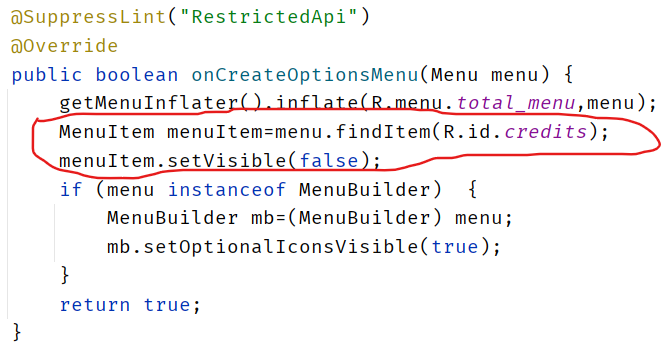 @SuppressLint("RestrictedApi")
@Override
public boolean onCreateOptionsMenu(Menu menu) {
getMenuInflater().inflate(R.menu.total_menu,menu);
MenuItem menuItem=menu.findItem(R.id.credits);
menuItem.setVisible(false);
if (menu instanceof MenuBuilder)  {
MenuBuilder mb=(MenuBuilder) menu;
mb.setOptionalIconsVisible(true);
}
return true;
}